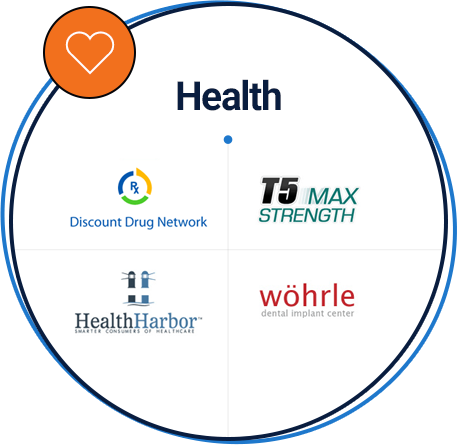 Health
Rx
Discount Drug Network
T5 MAX
STRENGTH
HealthHarbor™
SMARTER CONSUMERS OF HEALTHCARE
wöhrle
dental implant center